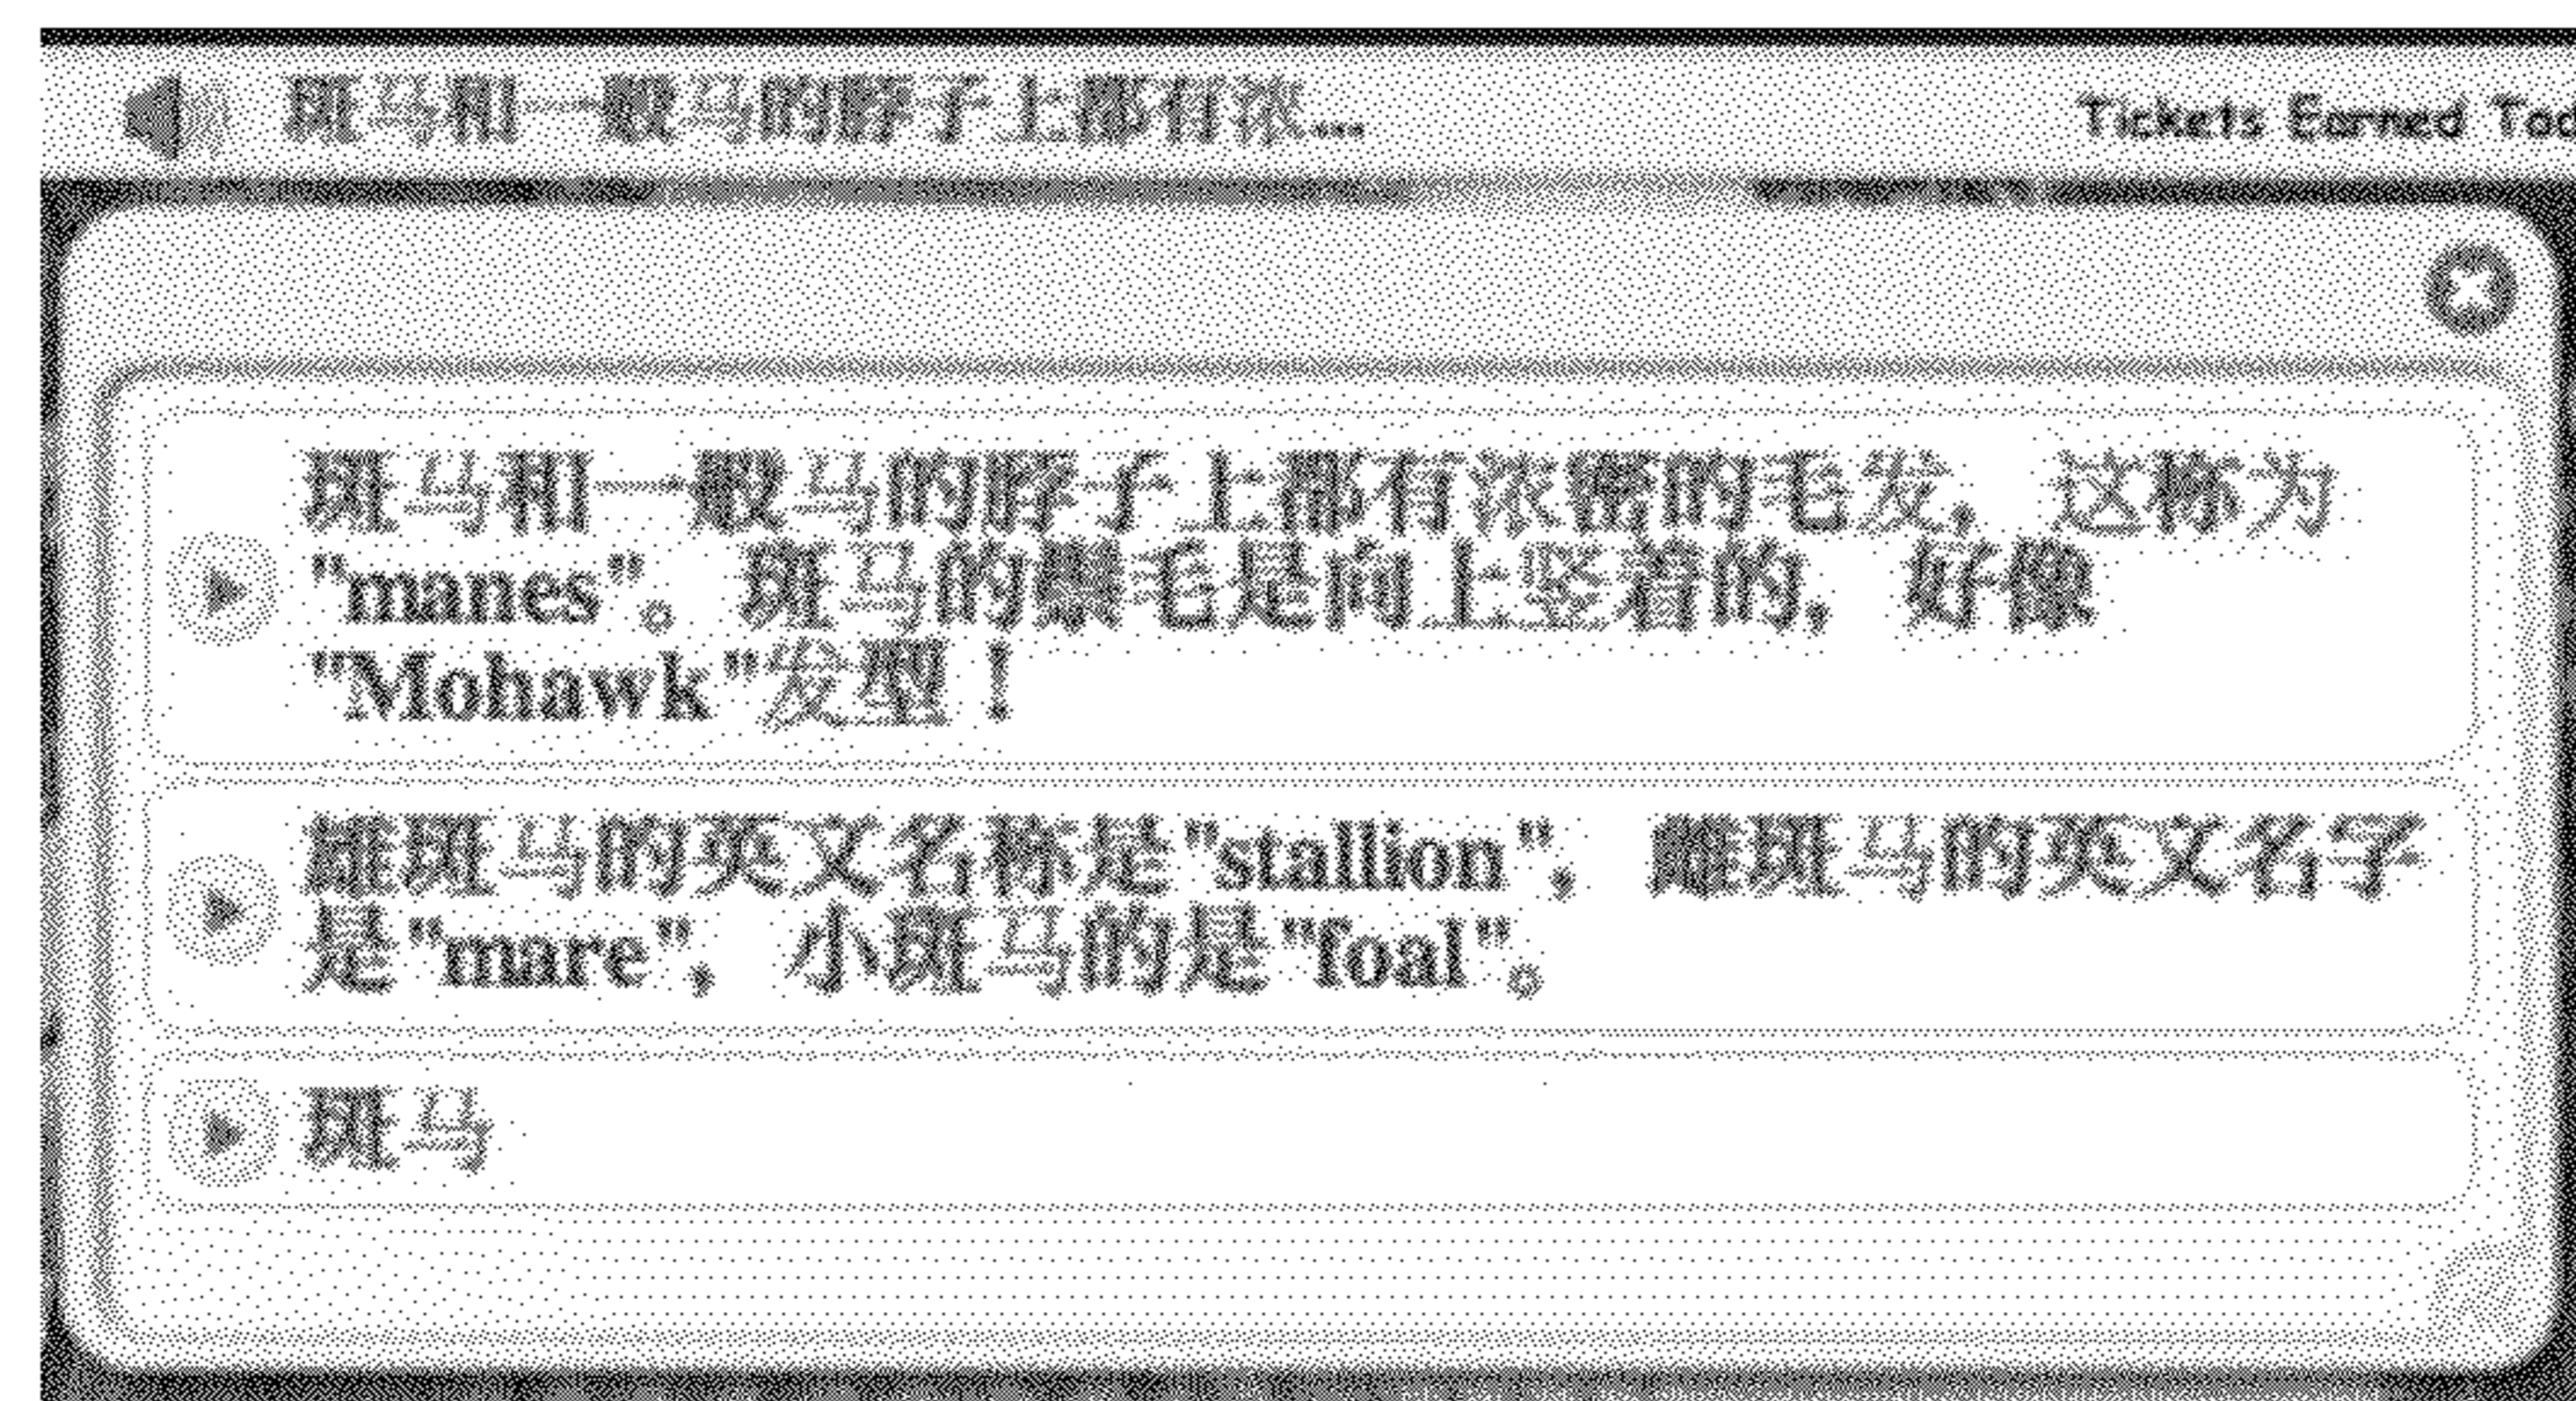 斑马和一般马的脖子上都有浓...
Tickets Earned
斑马和一般马的脖子上都有浓密的毛发，这称为
"manes"。斑马的鬃毛是向上竖着的，好像
"Mohawk"发型！
雄斑马的英文名称是"stallion"，雌斑马的英文名字
是"mare"，小斑马的是"foal"。
斑马